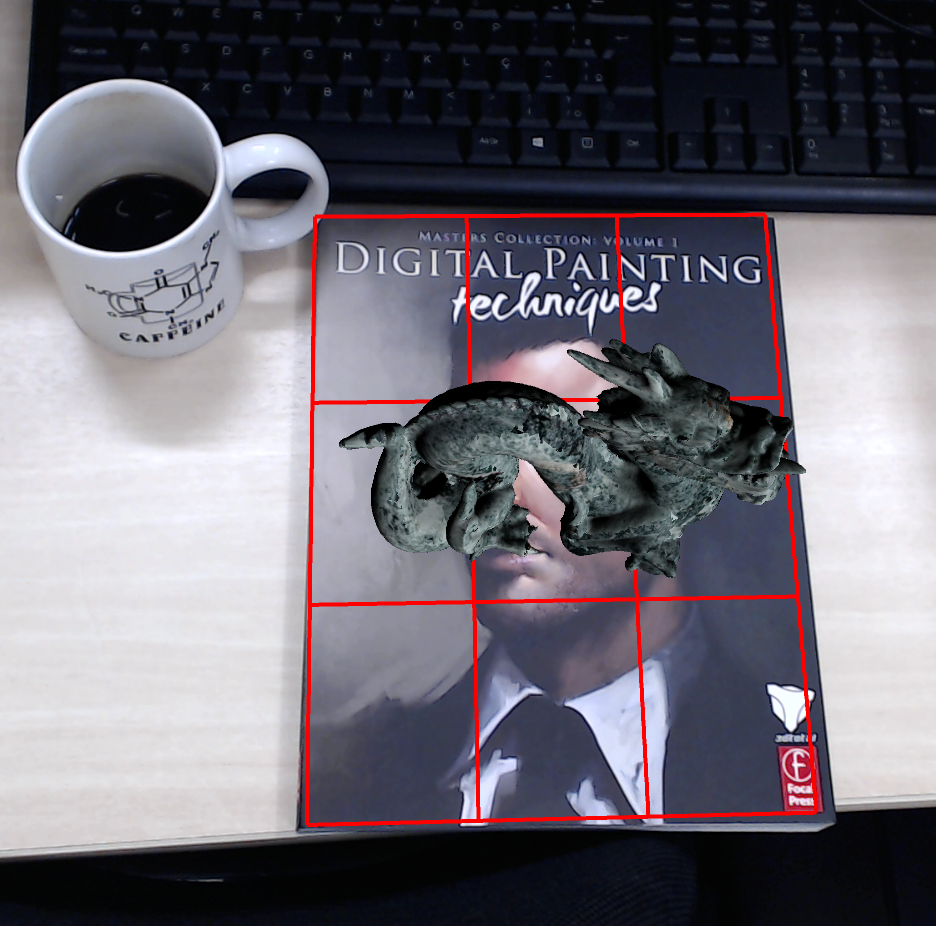 Q W E R T Y U I O P
A S D F G H J K L Ç
X C V B N M
MASTERS COLLECTION: VOLUME 1
DIGITAL PAINTING
techniques
CAFFEINE
Focal
Press